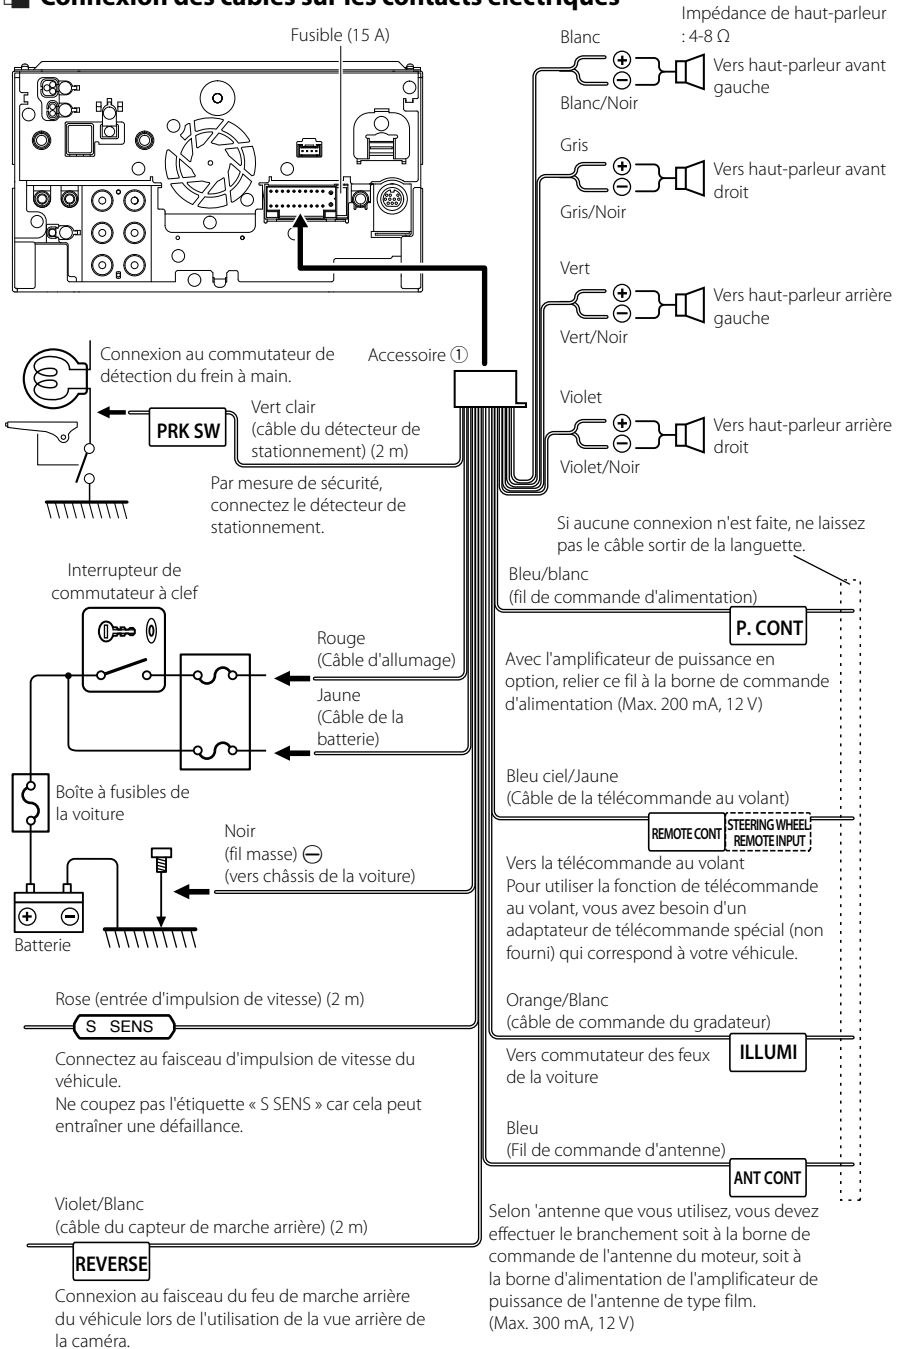 Connexion des câbles sur les contacts électriques
Fusible (15 A)
Impédance de haut-parleur
: 4-8 Ω
Blanc
Vers haut-parleur avant
gauche
Blanc/Noir
Gris
Vers haut-parleur avant
droit
Gris/Noir
Vert
Vers haut-parleur arrière
gauche
Vert/Noir
Violet
Vers haut-parleur arrière
droit
Violet/Noir
Connexion au commutateur de
détection du frein à main.
Accessoire ①
PRK SW
Vert clair
(câble du détecteur de
stationnement) (2 m)
Par mesure de sécurité,
connectez le détecteur de
stationnement.
Si aucune connexion n'est faite, ne laissez
pas le câble sortir de la languette.
Interrupteur de
commutateur à clef
Rouge
(Câble d'allumage)
Jaune
(Câble de la
batterie)
Boîte à fusibles de
la voiture
Noir
(fil masse) ⊖
(vers châssis de la voiture)
Batterie
Bleu/blanc
(fil de commande d'alimentation)
P. CONT
Avec l'amplificateur de puissance en
option, relier ce fil à la borne de commande
d'alimentation (Max. 200 mA, 12 V)
Bleu ciel/Jaune
(Câble de la télécommande au volant)
REMOTE CONT
STEERING WHEEL
REMOTE INPUT
Vers la télécommande au volant
Pour utiliser la fonction de télécommande
au volant, vous avez besoin d'un
adaptateur de télécommande spécial (non
fourni) qui correspond à votre véhicule.
Rose (entrée d'impulsion de vitesse) (2 m)
S SENS
Connectez au faisceau d'impulsion de vitesse du
véhicule.
Ne coupez pas l'étiquette « S SENS » car cela peut
entraîner une défaillance.
Orange/Blanc
(câble de commande du gradateur)
ILLUMI
Vers commutateur des feux
de la voiture
Bleu
(Fil de commande d'antenne)
ANT CONT
Selon 'antenne que vous utilisez, vous devez
effectuer le branchement soit à la borne de
commande de l'antenne du moteur, soit à
la borne d'alimentation de l'amplificateur de
puissance de l'antenne de type film.
(Max. 300 mA, 12 V)
Violet/Blanc
(câble du capteur de marche arrière) (2 m)
REVERSE
Connexion au faisceau du feu de marche arrière
du véhicule lors de l'utilisation de la vue arrière de
la caméra.